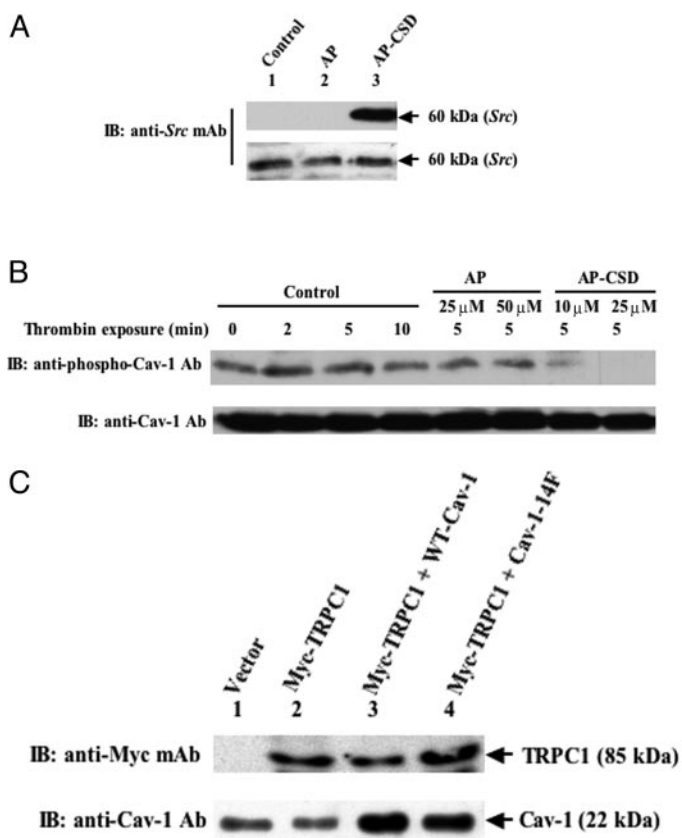 A
Control
AP
AP-CSD
1 2 3
60 kDa (Src)
IB: anti-Src mAb
60 kDa (Src)
B
AP AP-CSD
Control
25 μM 50 μM 10 μM 25 μM
Thrombin exposure (min) 0 2 5 10 5 5 5 5
IB: anti-phospho-Cav-1 Ab
IB: anti-Cav-1 Ab
C
Vector
Myc-TRPC1
Myc-TRPC1 + WT-Cav-1
Myc-TRPC1 + Cav-1-14F
1 2 3 4
IB: anti-Myc mAb TRPC1 (85 kDa)
IB: anti-Cav-1 Ab Cav-1 (22 kDa)